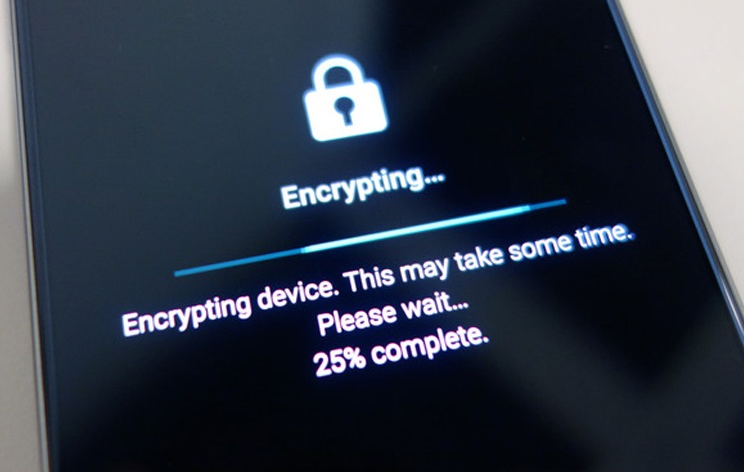 Encrypting...
Encrypting device. This may take some time.
Please wait...
25% complete.